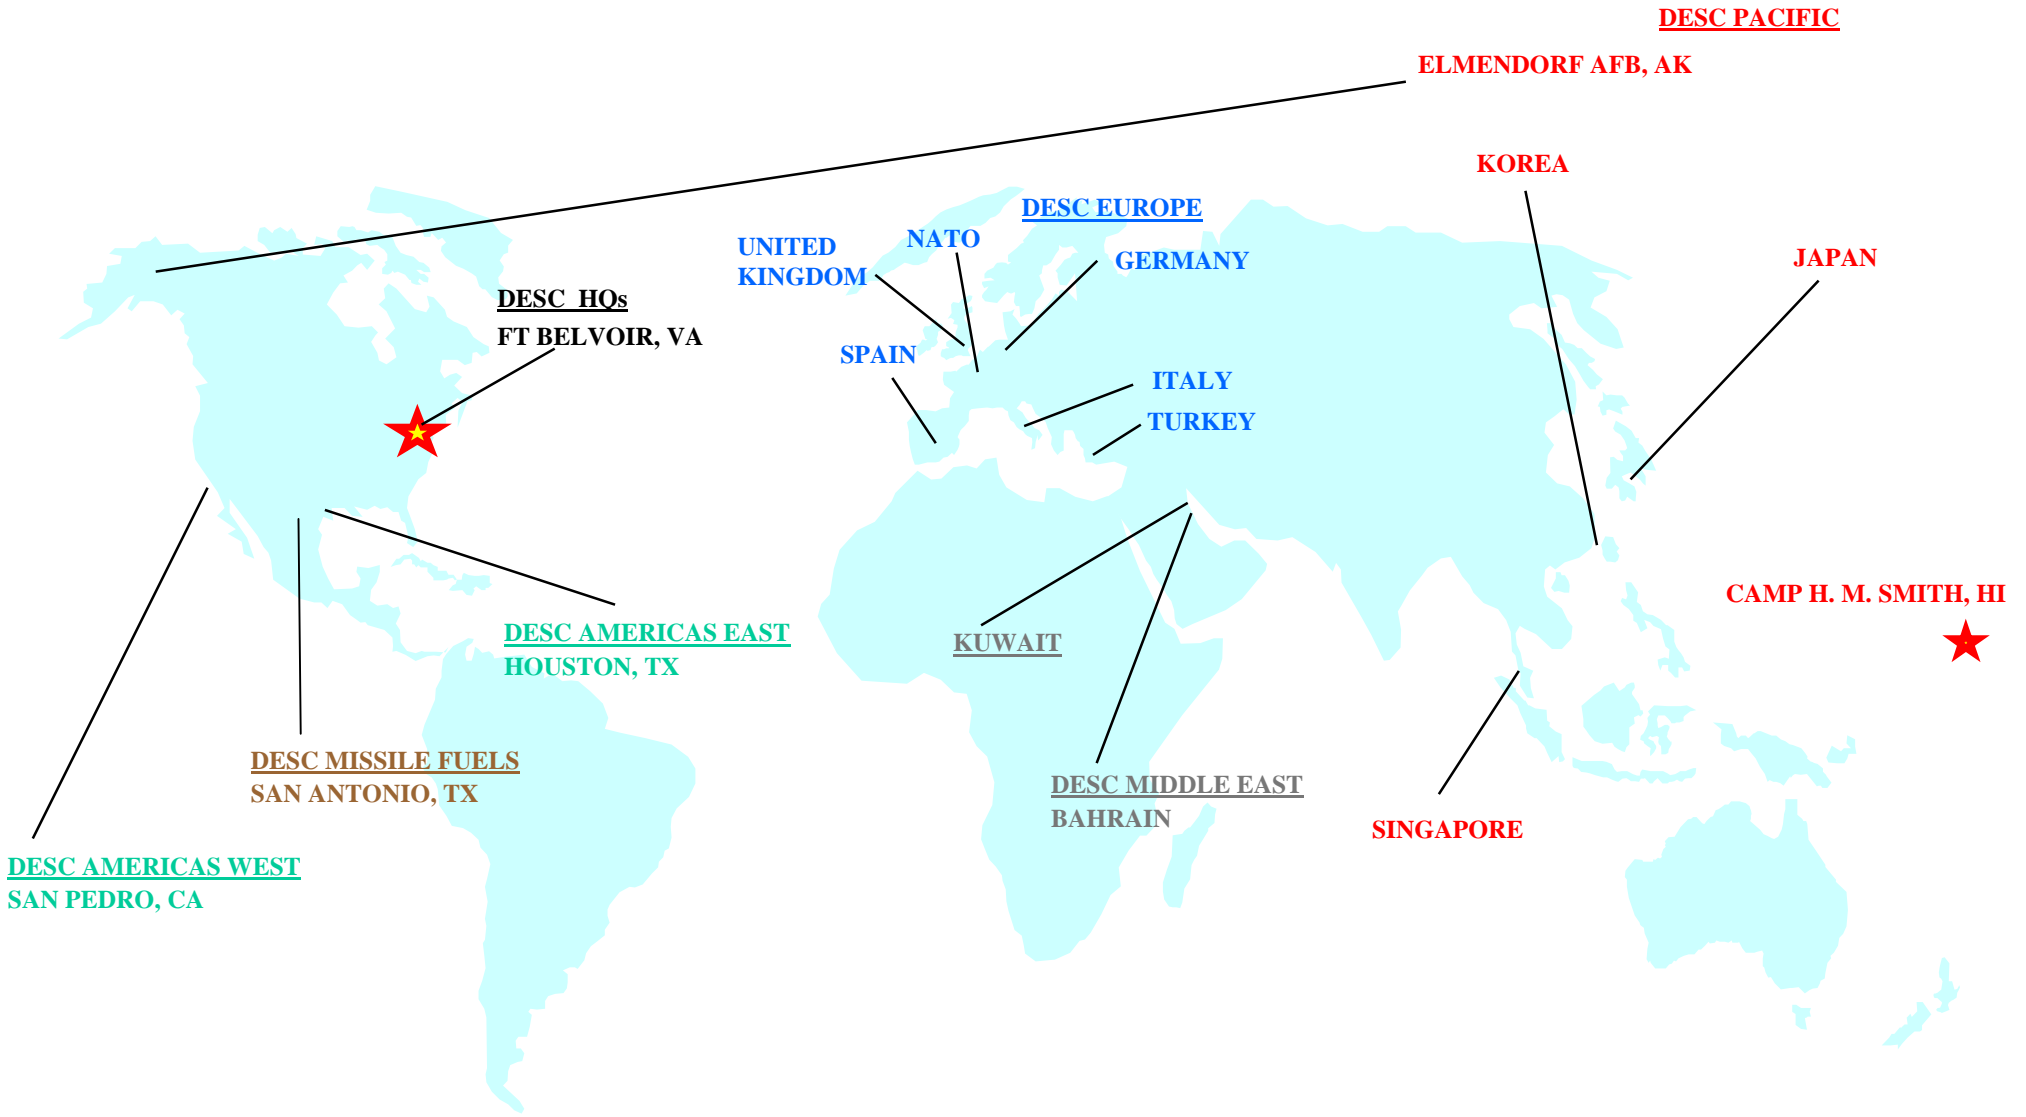 DESC PACIFIC
ELMENDORF AFB, AK
KOREA
DESC EUROPE
UNITED
KINGDOM
NATO
GERMANY
JAPAN
DESC HQs
FT BELVOIR, VA
SPAIN
ITALY
TURKEY
CAMP H. M. SMITH, HI
DESC AMERICAS EAST
HOUSTON, TX
KUWAIT
DESC MISSILE FUELS
SAN ANTONIO, TX
DESC MIDDLE EAST
BAHRAIN
SINGAPORE
DESC AMERICAS WEST
SAN PEDRO, CA